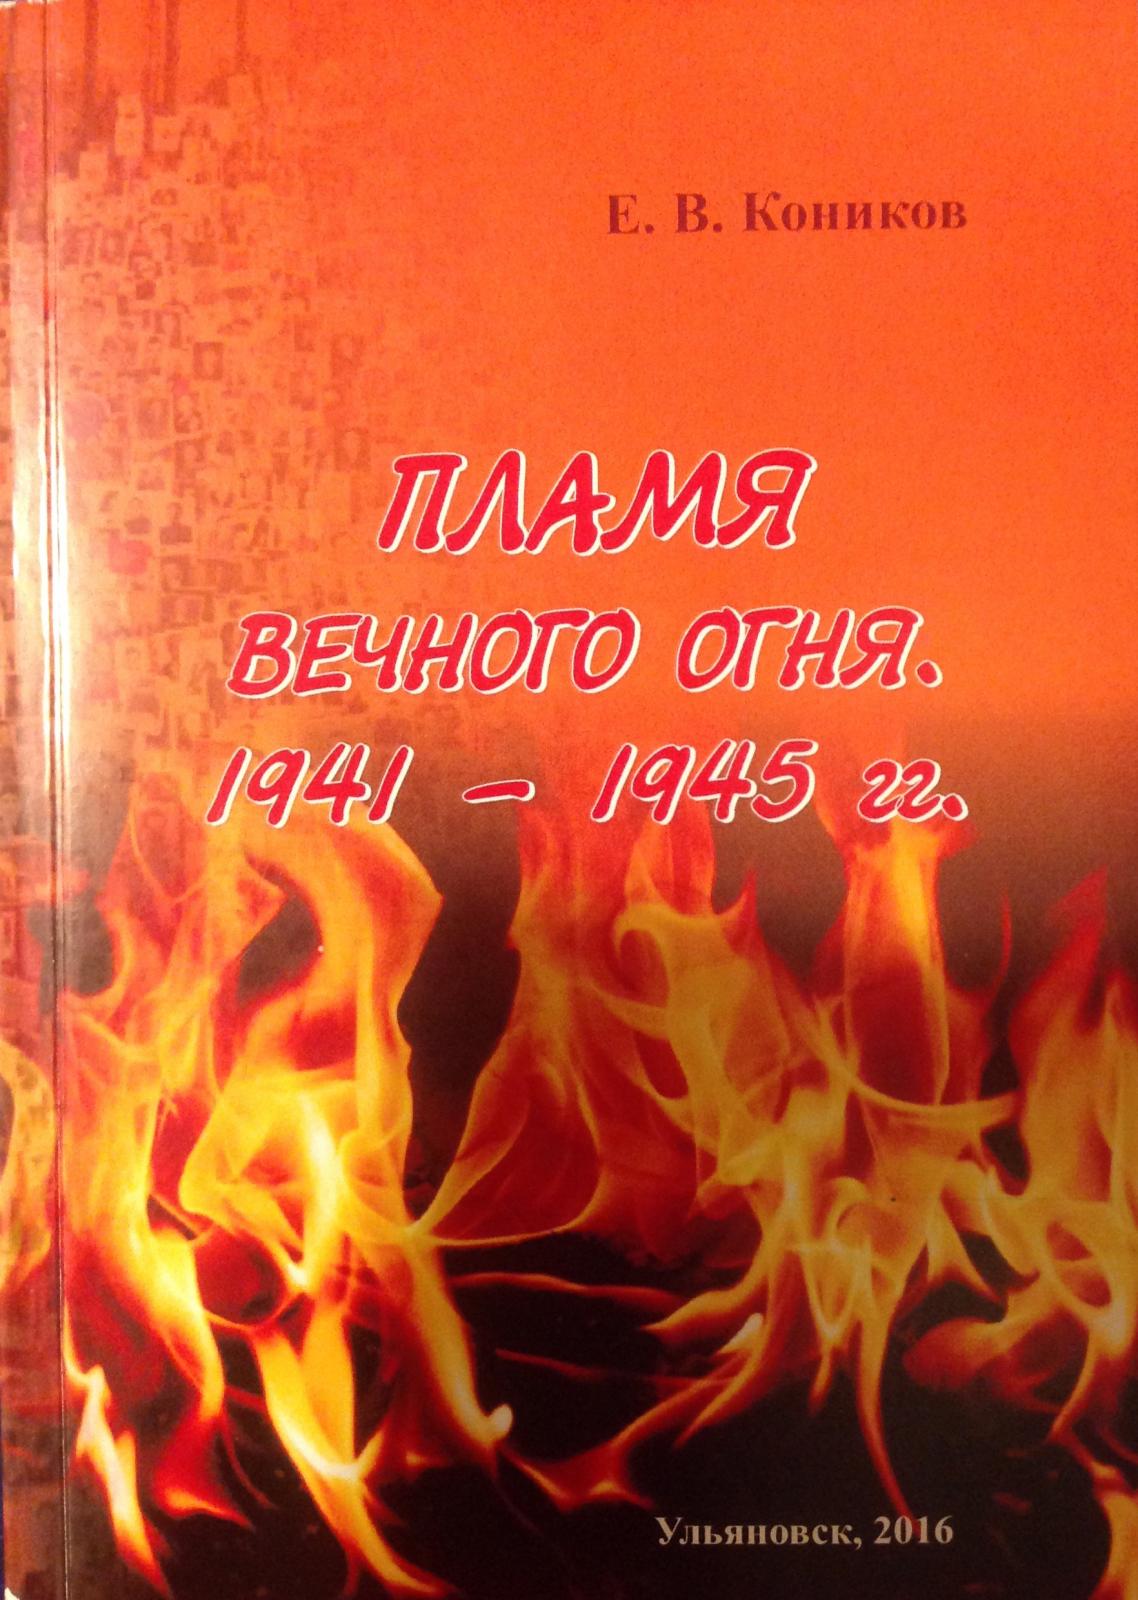 Е. В. Коников
ПЛАМЯ
ВЕЧНОГО ОГНЯ.
1941 – 1945 гг.
Ульяновск, 2016